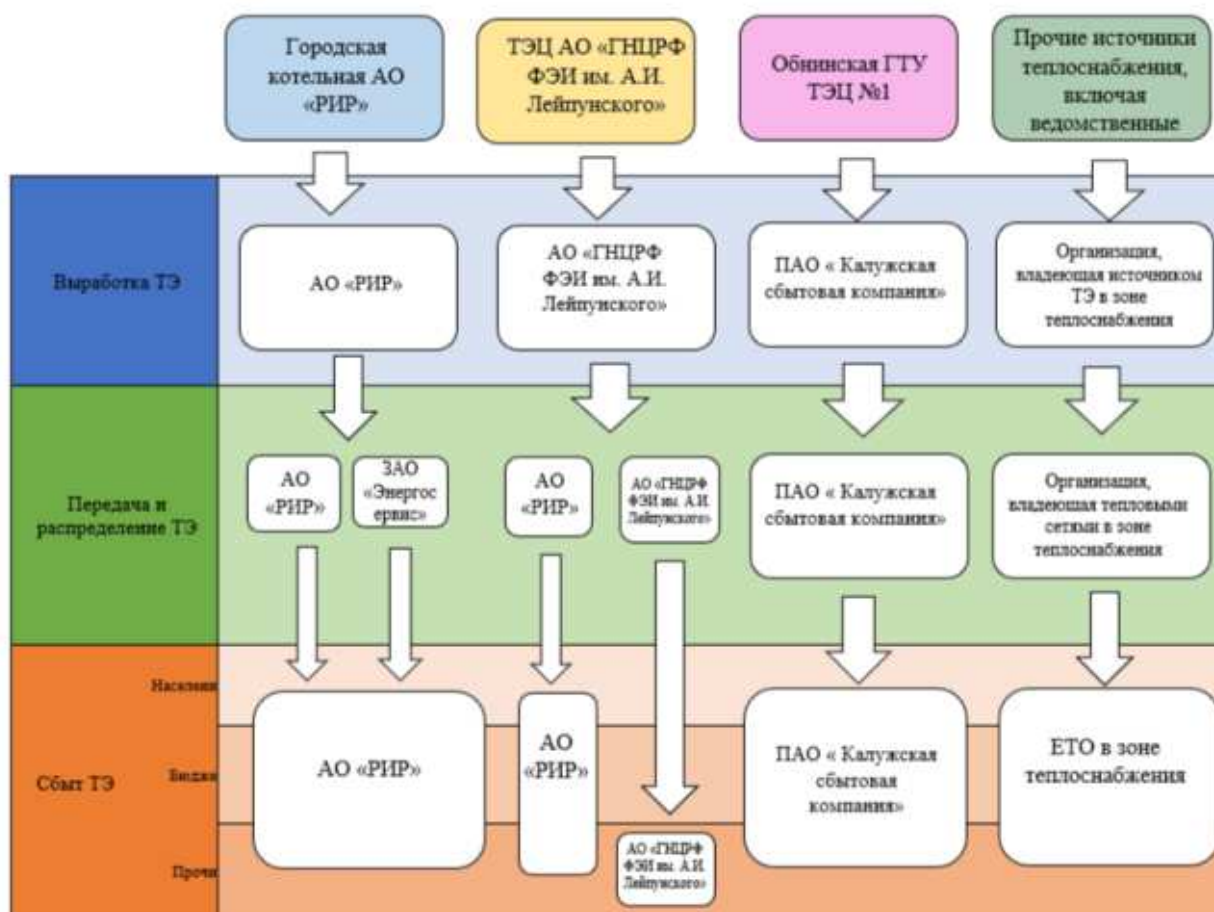 Городская
котельная АО
«РИР»
ТЭЦ АО «ГНЦРФ
ФЭИ им. А.И.
Лейпунского»
Обнинская ГТУ
ТЭЦ №1
Прочие источники
теплоснабжения,
включая
ведомственные
Выработка ТЭ
АО «РИР»
АО «ГНЦРФ
ФЭИ им. А.И.
Лейпунского»
ПАО « Калужская
сбытовая компания»
Организация,
владеющая источником
ТЭ в зоне
теплоснабжения
Передача и
распределение ТЭ
АО
«РИР»
ЗАО
«Энергос
ервис»
АО
«РИР»
АО «ГНЦРФ
ФЭИ им. А.И.
Лейпунского»
ПАО « Калужская
сбытовая компания»
Организация,
владеющая тепловыми
сетями в зоне
теплоснабжения
Сбыт ТЭ
Населени
Бюдже
Прочи
АО «РИР»
АО
«РИР»
АО «ГНЦРФ
ФЭИ им. А.И.
Лейпунского»
ПАО « Калужская
сбытовая
компания»
ЕТО в зоне
теплоснабжения